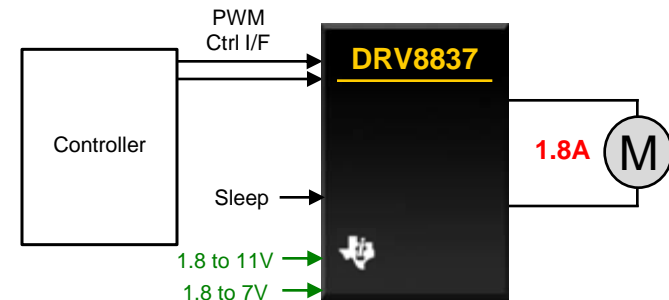 PWM
Ctrl I/F
DRV8837
Controller
1.8A
M
Sleep
1.8 to 11V
1.8 to 7V